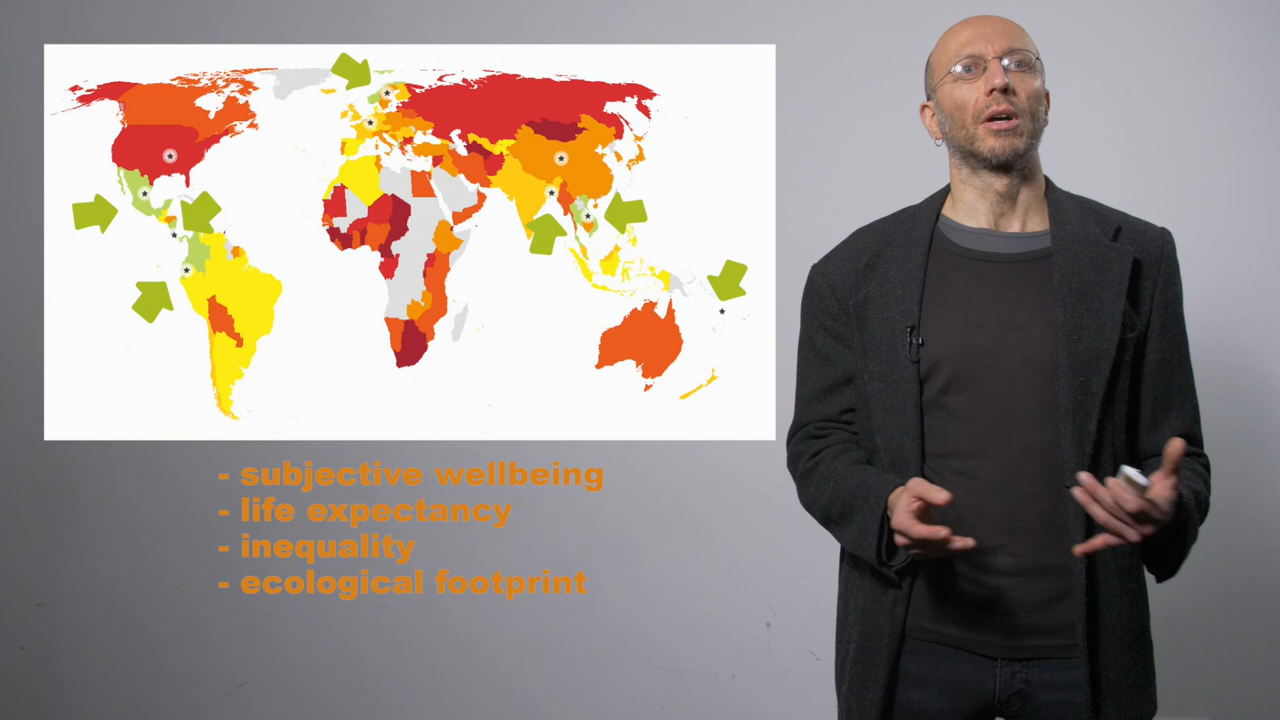 - subjective wellbeing
- life expectancy
- inequality
- ecological footprint